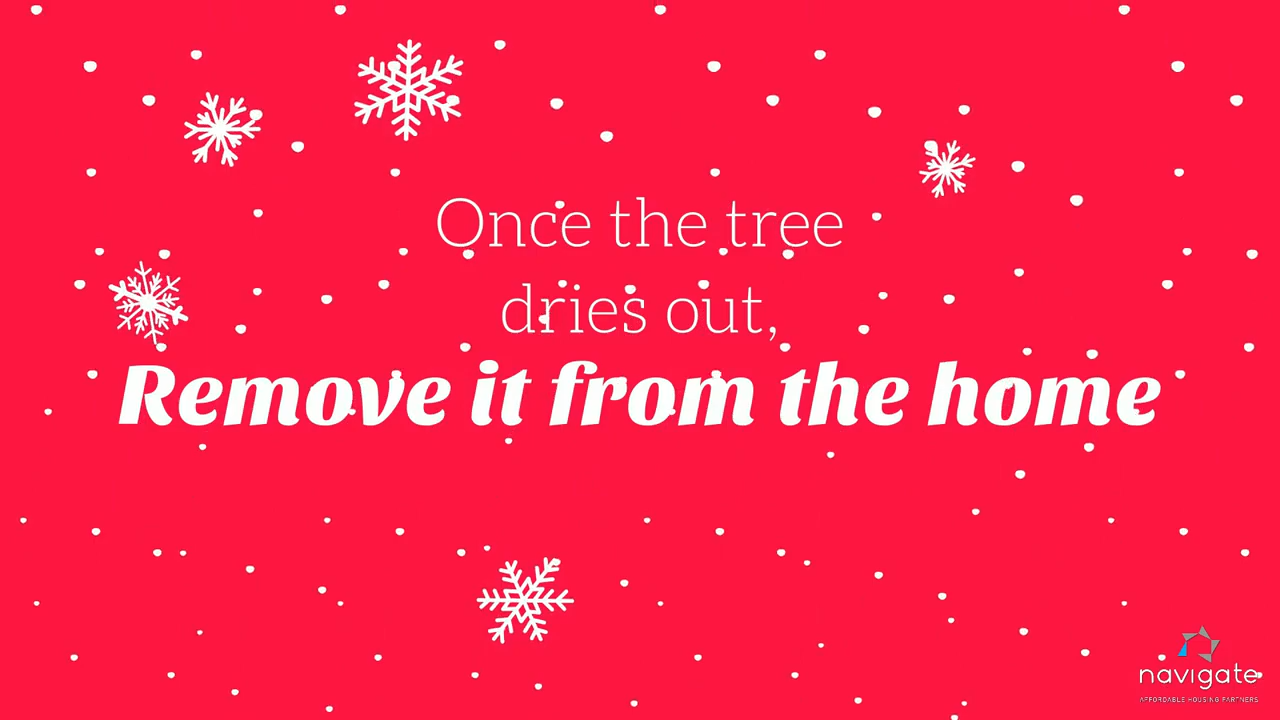 Once the tree
dries out,
Remove it from the home
navigate
AFFORDABLE HOUSING PARTNERS